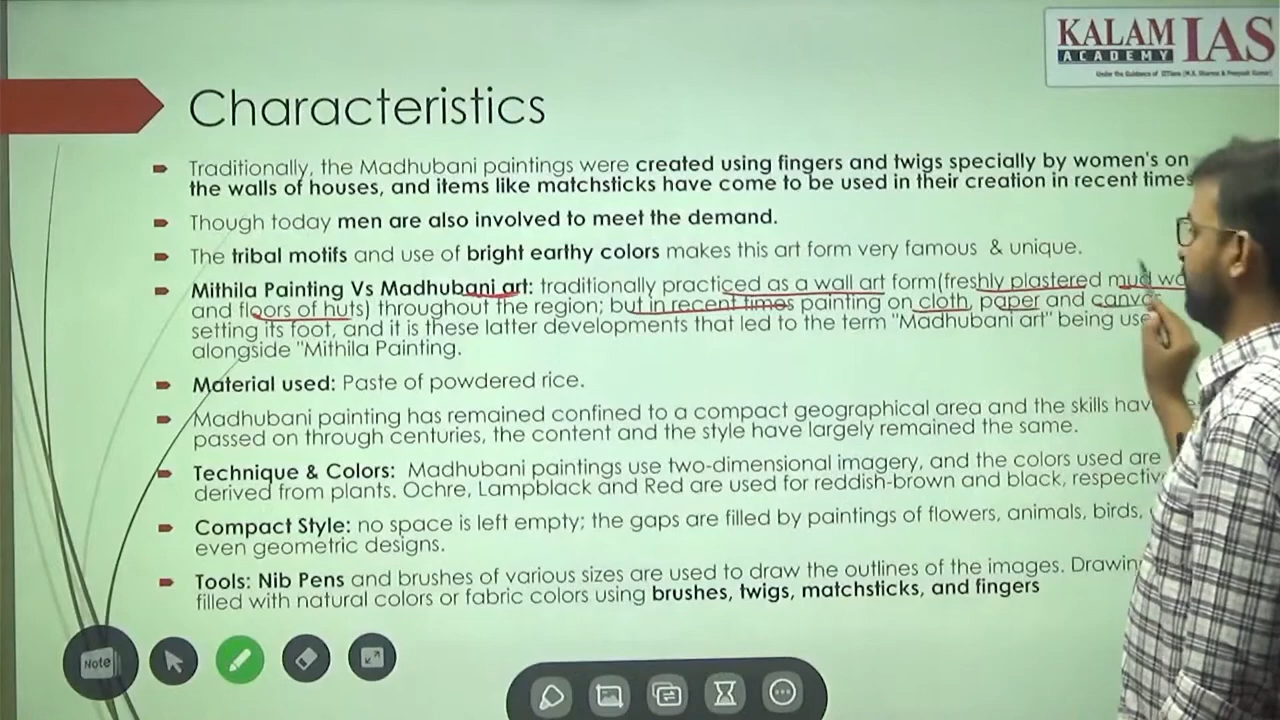 KALAM IAS
ACADEMY
Under the Guidance of IITians (M.K. Sharma & Peeyush Kumar)
Characteristics
Traditionally, the Madhubani paintings were created using fingers and twigs specially by women's on
the walls of houses, and items like matchsticks have come to be used in their creation in recent times
Though today men are also involved to meet the demand.
The tribal motifs and use of bright earthy colors makes this art form very famous & unique.
Mithila Painting Vs Madhubani art: traditionally practiced as a wall art form(freshly plastered mud
and floors of huts) throughout the region; but in recent times painting on cloth, paper and
setting its foot, and it is these latter developments that led to the term "Madhubani art" being
alongside "Mithila Painting.
Material used: Paste of powdered rice.
Madhubani painting has remained confined to a compact geographical area and the skills
passed on through centuries, the content and the style have largely remained the same.
Technique & Colors: Madhubani paintings use two-dimensional imagery, and the colors used are
derived from plants. Ochre, Lampblack and Red are used for reddish-brown and black,
Compact Style: no space is left empty; the gaps are filled by paintings of flowers, animals, birds,
even geometric designs.
Tools: Nib Pens and brushes of various sizes are used to draw the outlines of the images.
filled with natural colors or fabric colors using brushes, twigs, matchsticks, and fingers
Note